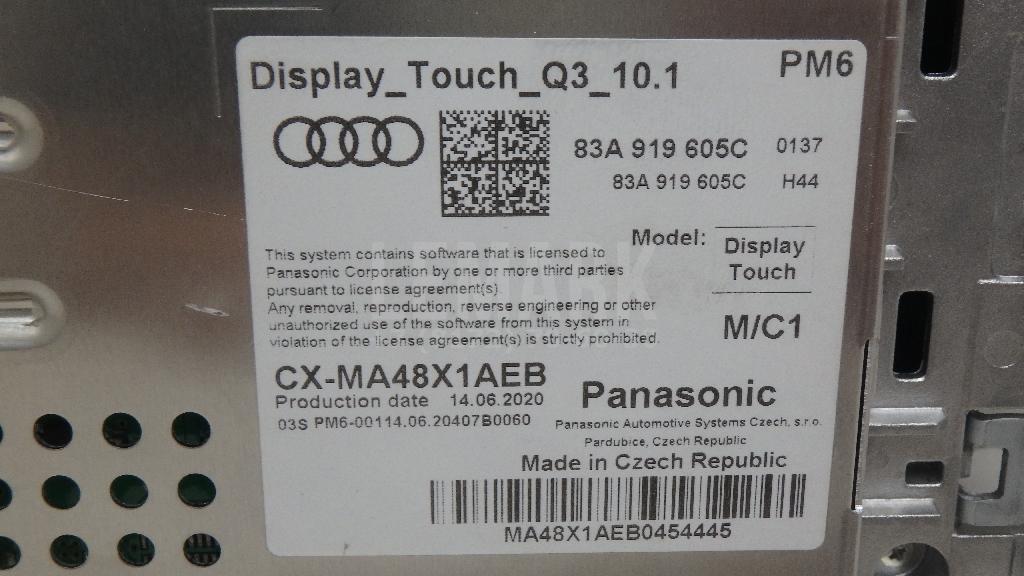 Display_Touch_Q3_10.1 PM6
83A 919 605C 0137
83A 919 605C H44
Model: Display Touch
M/C1
This system contains software that is licensed to
Panasonic Corporation by one or more third parties
pursuant to license agreement(s).
Any removal, reproduction, reverse engineering or other
unauthorized use of the software from this system in
violation of the license agreement(s) is strictly prohibited.
CX-MA48X1AEB
Production date 14.06.2020
03S PM6-00114.06.20407B0060
Panasonic
Panasonic Automotive Systems Czech, s.r.o.
Pardubice, Czech Republic
Made in Czech Republic
MA48X1AEB0454445